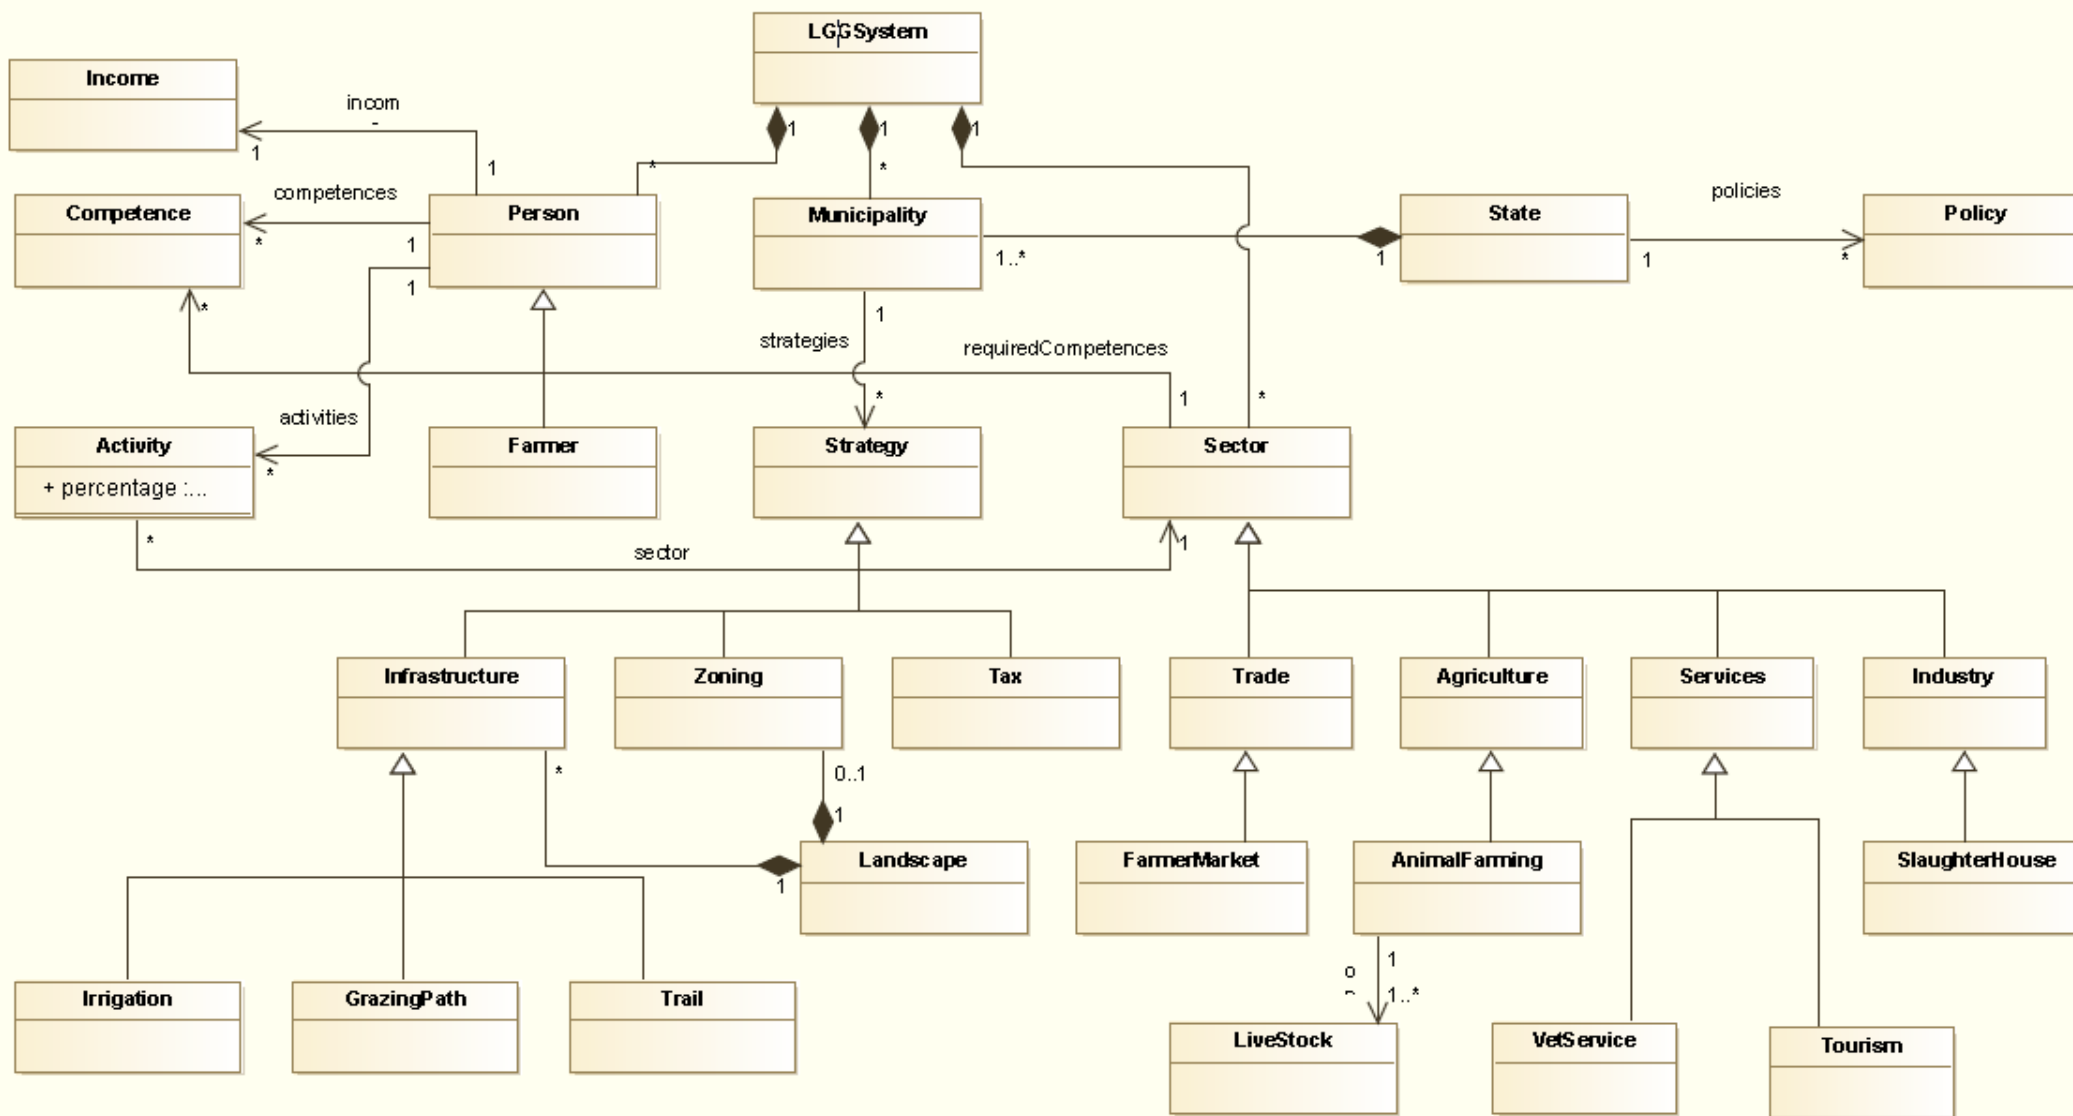 LGGSystem
Income
incom
1
1
1
1
1
*
*
Competence
competences
Person
Municipality
State
policies
Policy
*
1
1..*
1
1
*
*
1
1
strategies
requiredCompetences
activities
*
1
*
Activity
Farmer
Strategy
Sector
+ percentage :...
*
*
sector
1
Infrastructure
Zoning
Tax
Trade
Agriculture
Services
Industry
*
0..1
1
Landscape
FarmerMarket
AnimalFarming
SlaughterHouse
1
1
o
1..*
Irrigation
GrazingPath
Trail
LiveStock
VetService
Tourism